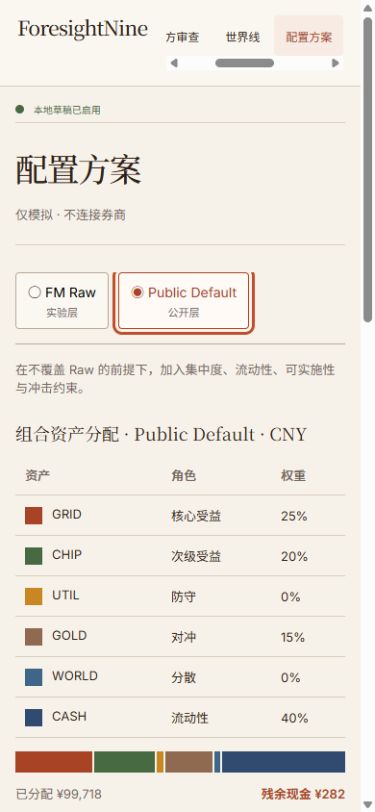 ForesightNine
方审查 世界线 配置方案
本地草稿已启用
配置方案
仅模拟 · 不连接券商
FM Raw
实验层
Public Default
公开层
在不覆盖 Raw 的前提下，加入集中度、流动性、可实施性
与冲击约束。
组合资产分配 · Public Default · CNY
资产 角色 权重
GRID 核心受益 25%
CHIP 次级受益 20%
UTIL 防守 0%
GOLD 对冲 15%
WORLD 分散 0%
CASH 流动性 40%
已分配 ¥99,718 残余现金 ¥282